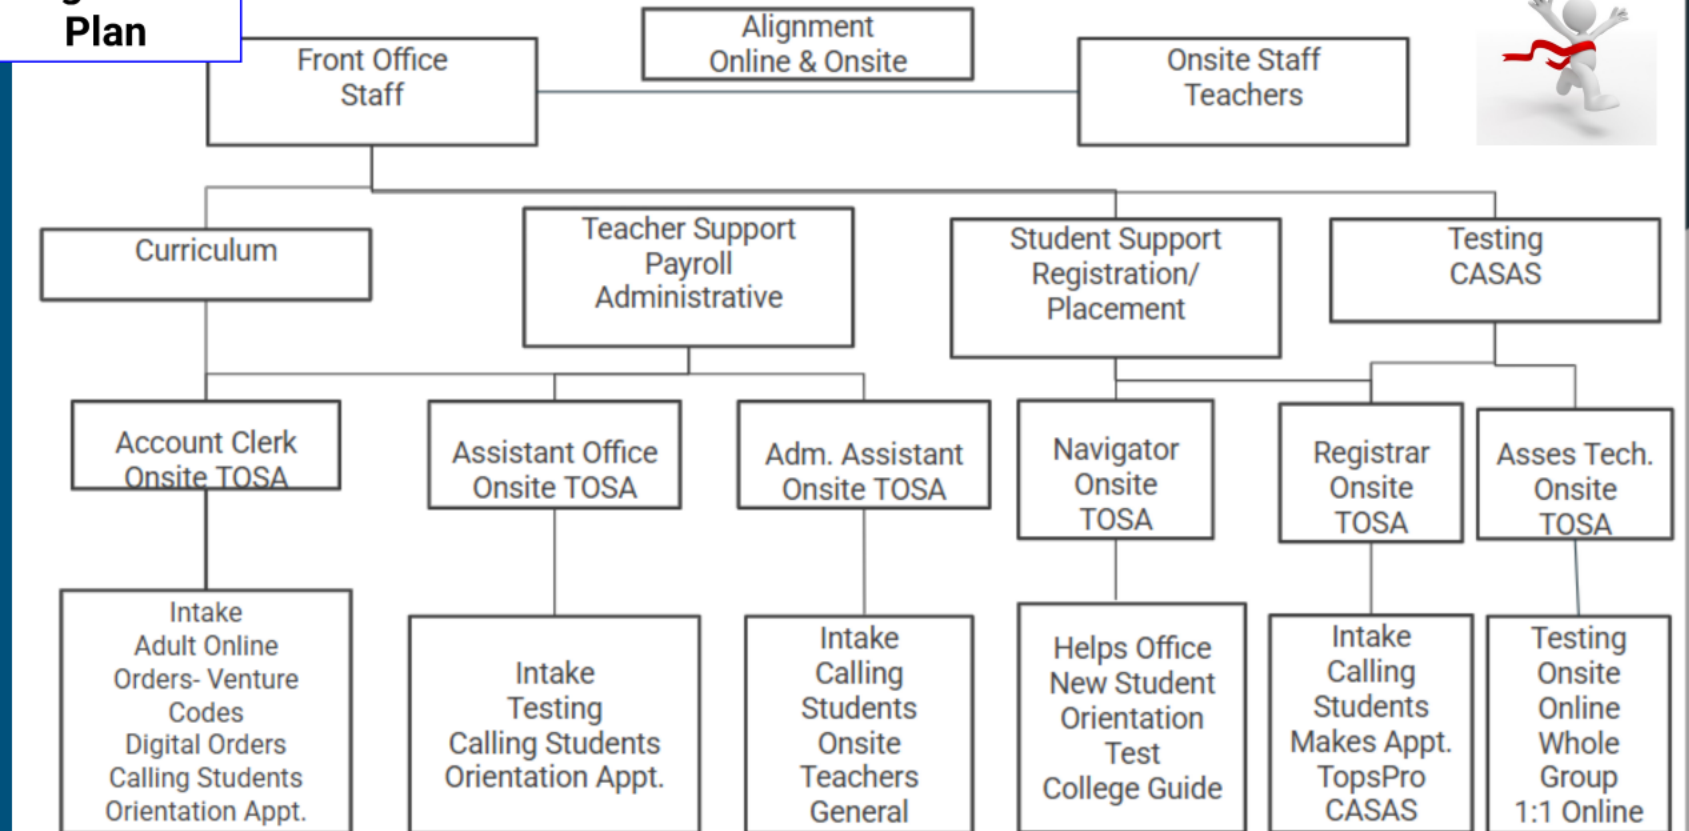 Plan
Alignment
Online & Onsite
Front Office
Staff
Onsite Staff
Teachers
Curriculum
Teacher Support
Payroll
Administrative
Student Support
Registration/
Placement
Testing
CASAS
Account Clerk
Onsite TOSA
Assistant Office
Onsite TOSA
Adm. Assistant
Onsite TOSA
Navigator
Onsite
TOSA
Registrar
Onsite
TOSA
Asses Tech.
Onsite
TOSA
Intake
Adult Online
Orders- Venture
Codes
Digital Orders
Calling Students
Orientation Appt.
Intake
Testing
Calling Students
Orientation Appt.
Intake
Calling
Students
Onsite
Teachers
General
Helps Office
New Student
Orientation
Test
College Guide
Intake
Calling
Students
Makes Appt.
TopsPro
CASAS
Testing
Onsite
Online
Whole
Group
1:1 Online